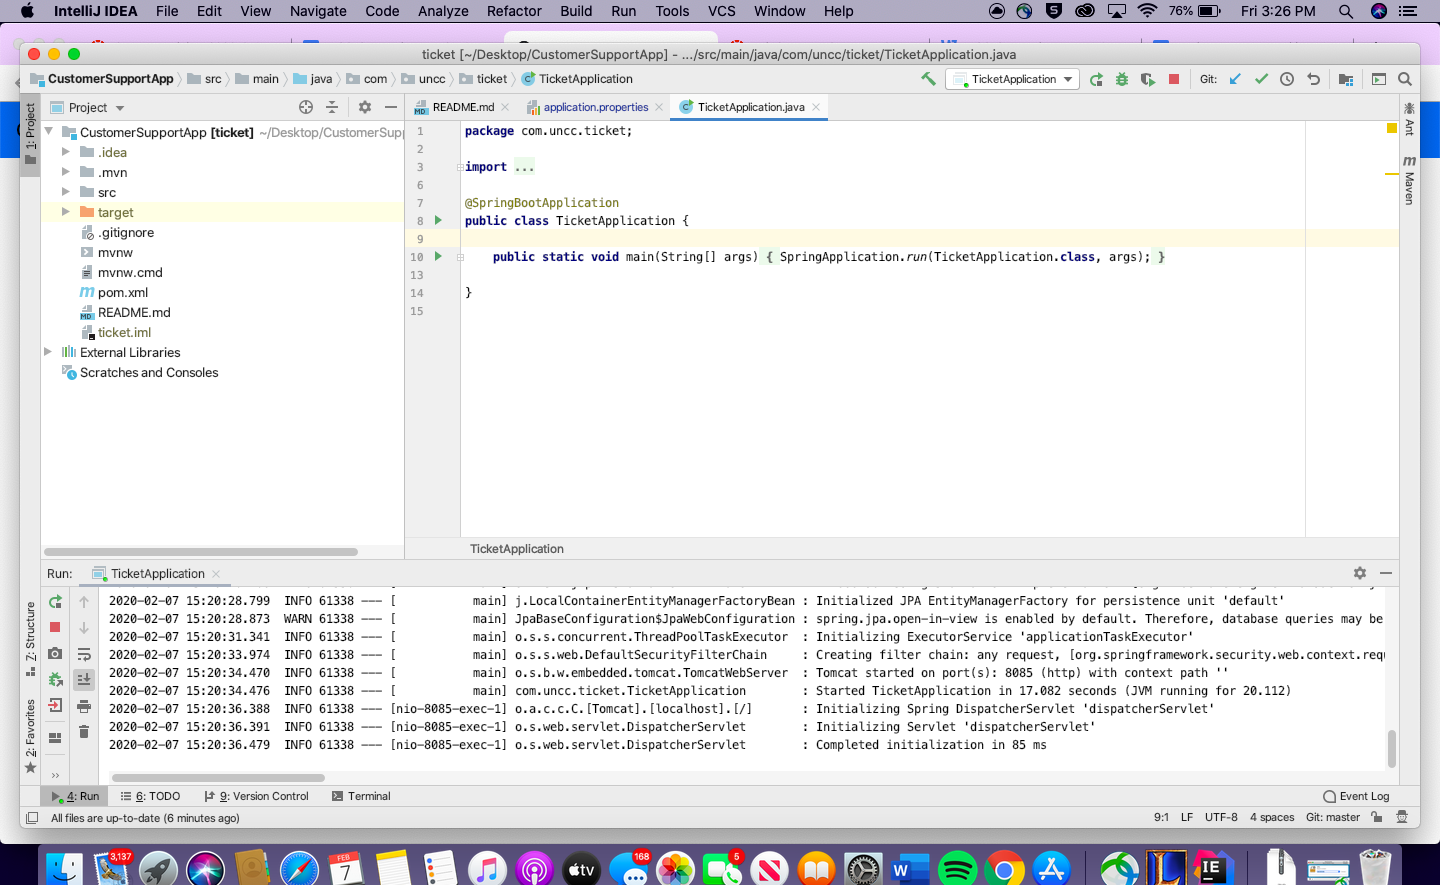 IntelliJ IDEA File Edit View Navigate Code Analyze Refactor Build Run Tools VCS Window Help 76% Fri 3:26 PM
ticket [~/Desktop/CustomerSupportApp] - .../src/main/java/com/uncc/ticket/TicketApplication.java
CustomerSupportApp src main java com uncc ticket TicketApplication TicketApplication Git:
1: Project
Project
README.md application.properties TicketApplication.java
Ant
Maven
CustomerSupportApp [ticket] ~/Desktop/CustomerSupp
.idea
.mvn
src
target
.gitignore
mvnw
mvnw.cmd
pom.xml
README.md
ticket.iml
External Libraries
Scratches and Consoles
1 package com.uncc.ticket;
2
3 import ...
6
7 @SpringBootApplication
8 public class TicketApplication {
9
10 public static void main(String[] args) { SpringApplication.run(TicketApplication.class, args); }
13
14 }
15
TicketApplication
Run: TicketApplication
2020-02-07 15:20:28.799 INFO 61338 --- [ main] j.LocalContainerEntityManagerFactoryBean : Initialized JPA EntityManagerFactory for persistence unit 'default'
2020-02-07 15:20:28.873 WARN 61338 --- [ main] JpaBaseConfiguration$JpaWebConfiguration : spring.jpa.open-in-view is enabled by default. Therefore, database queries may be
2020-02-07 15:20:31.341 INFO 61338 --- [ main] o.s.s.concurrent.ThreadPoolTaskExecutor : Initializing ExecutorService 'applicationTaskExecutor'
2020-02-07 15:20:33.974 INFO 61338 --- [ main] o.s.s.web.DefaultSecurityFilterChain : Creating filter chain: any request, [org.springframework.security.web.context.requ
2020-02-07 15:20:34.470 INFO 61338 --- [ main] o.s.b.w.embedded.tomcat.TomcatWebServer : Tomcat started on port(s): 8085 (http) with context path ''
2020-02-07 15:20:34.476 INFO 61338 --- [ main] com.uncc.ticket.TicketApplication : Started TicketApplication in 17.082 seconds (JVM running for 20.112)
2020-02-07 15:20:36.388 INFO 61338 --- [nio-8085-exec-1] o.a.c.c.C.[Tomcat].[localhost].[/] : Initializing Spring DispatcherServlet 'dispatcherServlet'
2020-02-07 15:20:36.391 INFO 61338 --- [nio-8085-exec-1] o.s.web.servlet.DispatcherServlet : Initializing Servlet 'dispatcherServlet'
2020-02-07 15:20:36.479 INFO 61338 --- [nio-8085-exec-1] o.s.web.servlet.DispatcherServlet : Completed initialization in 85 ms
Z: Structure
2: Favorites
4: Run 6: TODO 9: Version Control Terminal Event Log
All files are up-to-date (6 minutes ago) 9:1 LF UTF-8 4 spaces Git: master
3,137 FEB 7 tv 168 5 W L IE